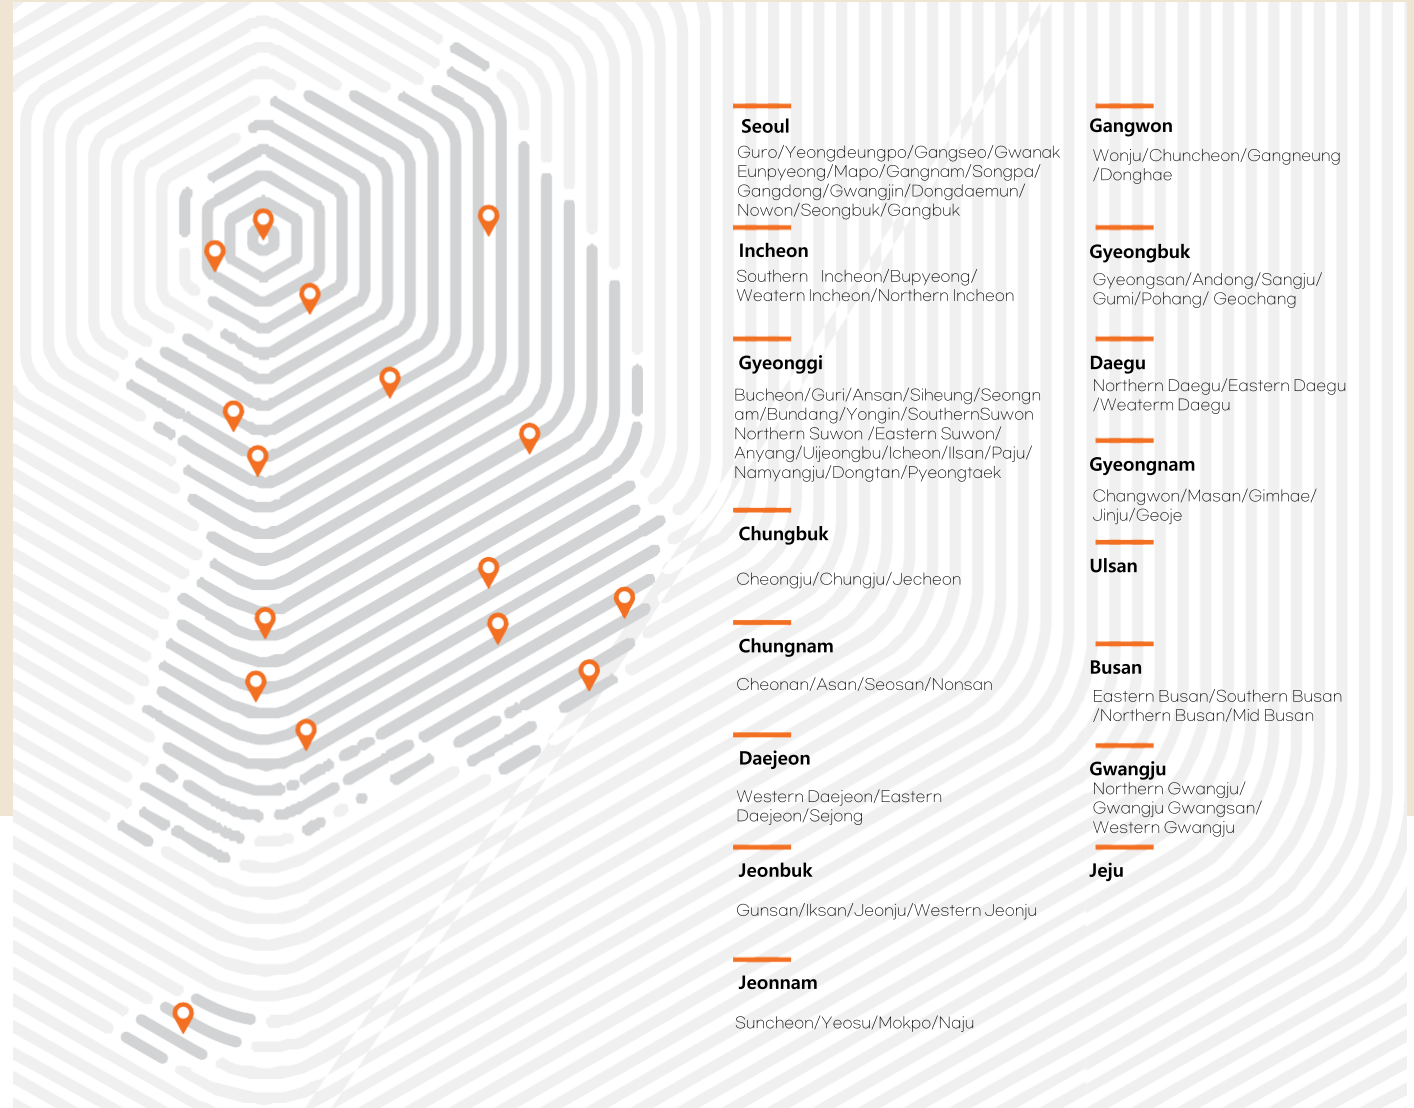 Seoul
Guro/Yeongdeungpo/Gangseo/Gwanak
Eunpyeong/Mapo/Gangnam/Songpa/
Gangdong/Gwangjin/Dongdaemun/
Nowon/Seongbuk/Gangbuk
Incheon
Southern Incheon/Bupyeong/
Weatern Incheon/Northern Incheon
Gyeonggi
Bucheon/Guri/Ansan/Siheung/Seongn
am/Bundang/Yongin/SouthernSuwon
Northern Suwon /Eastern Suwon/
Anyang/Uijeongbu/Icheon/Ilsan/Paju/
Namyangju/Dongtan/Pyeongtaek
Chungbuk
Cheongju/Chungju/Jecheon
Chungnam
Cheonan/Asan/Seosan/Nonsan
Daejeon
Western Daejeon/Eastern
Daejeon/Sejong
Jeonbuk
Gunsan/Iksan/Jeonju/Western Jeonju
Jeonnam
Suncheon/Yeosu/Mokpo/Naju
Gangwon
Wonju/Chuncheon/Gangneung
/Donghae
Gyeongbuk
Gyeongsan/Andong/Sangju/
Gumi/Pohang/ Geochang
Daegu
Northern Daegu/Eastern Daegu
/Weaterm Daegu
Gyeongnam
Changwon/Masan/Gimhae/
Jinju/Geoje
Ulsan
Busan
Eastern Busan/Southern Busan
/Northern Busan/Mid Busan
Gwangju
Northern Gwangju/
Gwangju Gwangsan/
Western Gwangju
Jeju